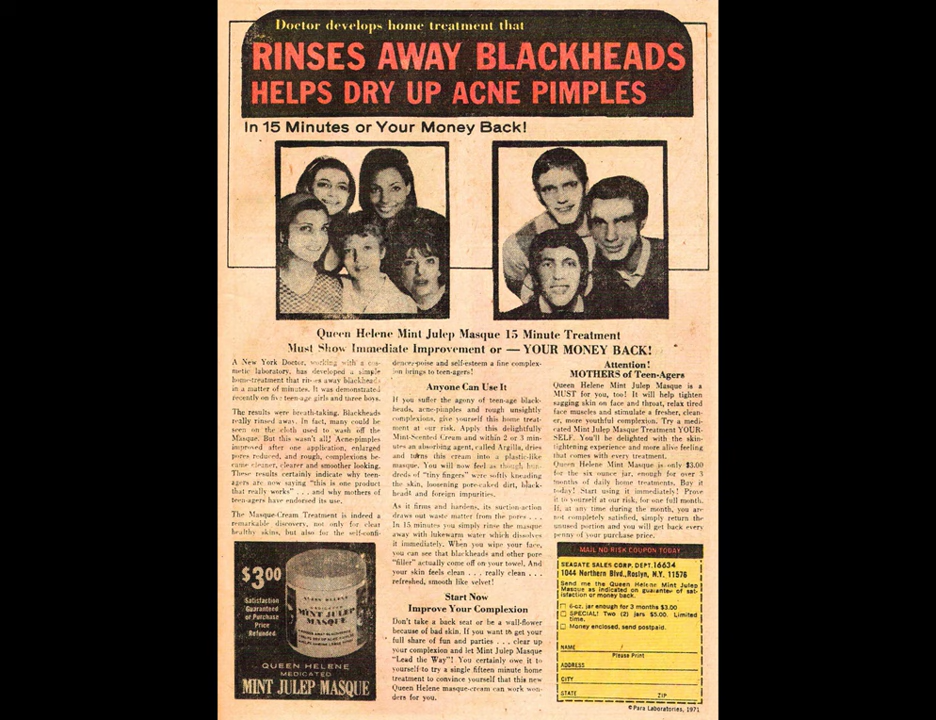 Doctor develops home treatment that
RINSES AWAY BLACKHEADS
HELPS DRY UP ACNE PIMPLES
In 15 Minutes or Your Money Back!
Queen Helene Mint Julep Masque 15 Minute Treatment
Must Show Immediate Improvement or — YOUR MONEY BACK!
A New York Doctor, working with a cos-
metic laboratory, has developed a simple
home-treatment that rinses away blackheads
in a matter of minutes. It was demonstrated
recently on five teen-age girls and three boys.
The results were breath-taking. Blackheads
really rinsed away. In fact, many could be
seen on the cloth used to wash off the
Masque. But this wasn't all! Acne-pimples
improved after one application, enlarged
pores reduced, and rough, complexions be-
came cleaner, clearer and smoother looking.
These results certainly indicate why teen-
agers are now saying "this is one product
that really works" . . . and why mothers of
teen-agers have endorsed its use.
The Masque-Cream Treatment is indeed a
remarkable discovery, not only for clear
healthy skins, but also for the self-confi-
dence, poise and self-esteem a fine complex-
ion brings to teen-agers!
Anyone Can Use It
If you suffer the agony of teen-age black-
heads, acne-pimples and rough unsightly
complexions, give yourself this home treat-
ment at our risk. Apply this delightfully
Mint-Scented Cream and within 2 or 3 min-
utes an absorbing agent, called Argilla, dries
and turns this cream into a plastic-like
masque. You will now feel as though hun-
dreds of "tiny fingers" were softly kneading
the skin, loosening pore-caked dirt, black-
head and foreign impurities.
As it firms and hardens, its suction-action
draws out waste matter from the pores . . .
In 15 minutes you simply rinse the masque
away with lukewarm water which dissolves
it immediately. When you wipe your face,
you can see that blackheads and other pore
"filler" actually come off on your towel. And
your skin feels clean . . . really clean . . .
refreshed, smooth like velvet!
Start Now
Improve Your Complexion
Don't take a back seat or be a wall-flower
because of bad skin. If you want to get your
full share of fun and parties . . . clear up
your complexion and let Mint Julep Masque
"Lead the Way"! You certainly owe it to
yourself to try a single fifteen minute home
treatment to convince yourself that this new
Queen Helene masque-cream can work won-
ders for you.
Attention!
MOTHERS of Teen-Agers
Queen Helene Mint Julep Masque is a
MUST for you, too! It will help tighten
sagging skin on face and throat, relax tired
face muscles and stimulate a fresher, clean-
er, more youthful complexion. Try a medi-
cated Mint Julep Masque Treatment YOUR-
SELF. You'll be delighted with the skin-
tightening experience and more alive feeling
that comes with every treatment.
Queen Helene Mint Julep Masque is only $3.00
for the six ounce jar, enough for over 3
months of daily home treatments. Buy it
today! Start using it immediately! Prove
it to yourself at our risk, for one full month.
If, at any time during the month, you are
not completely satisfied, simply return the
unused portion and you will get back every
penny of your purchase price.
$3.00
Satisfaction
Guaranteed
or Purchase
Price
Refunded
QUEEN HELENE
MEDICATED
MINT JULEP
MASQUE
QUEEN HELENE
MEDICATED
MINT JULEP MASQUE
MAIL NO RISK COUPON TODAY
SEAGATE SALES CORP. DEPT. 16634
1044 Northern Blvd., Roslyn, N.Y. 11576
Send me the Queen Helene Mint Julep
Masque as indicated on guarantee of sat-
isfaction or money back.
☐ 6-oz. jar enough for 3 months $3.00
☐ SPECIAL! Two (2) jars $5.00. Limited
time.
☐ Money enclosed, send postpaid.
NAME
Please Print
ADDRESS
CITY
STATE ZIP
© Para Laboratories, 1971